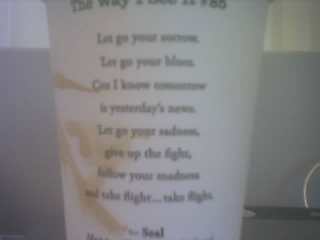 The Way I See It #85
Let go your sorrow.
Let go your blues.
Cos I know tomorrow
is yesterday's news.
Let go your sadness,
give up the fight,
follow your madness
and take flight... take flight.
-- Seal